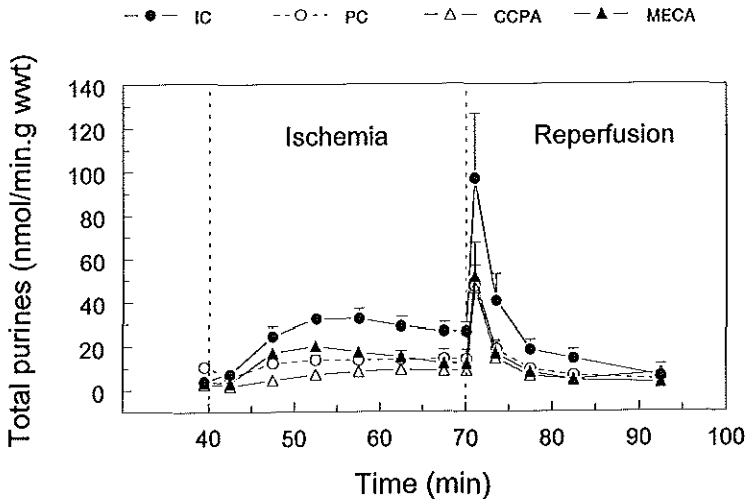 IC PC CCPA MECA
Total purines (nmol/min.g wwt)
140
120
100
80
60
40
20
0
Ischemia Reperfusion
40 50 60 70 80 90 100
Time (min)